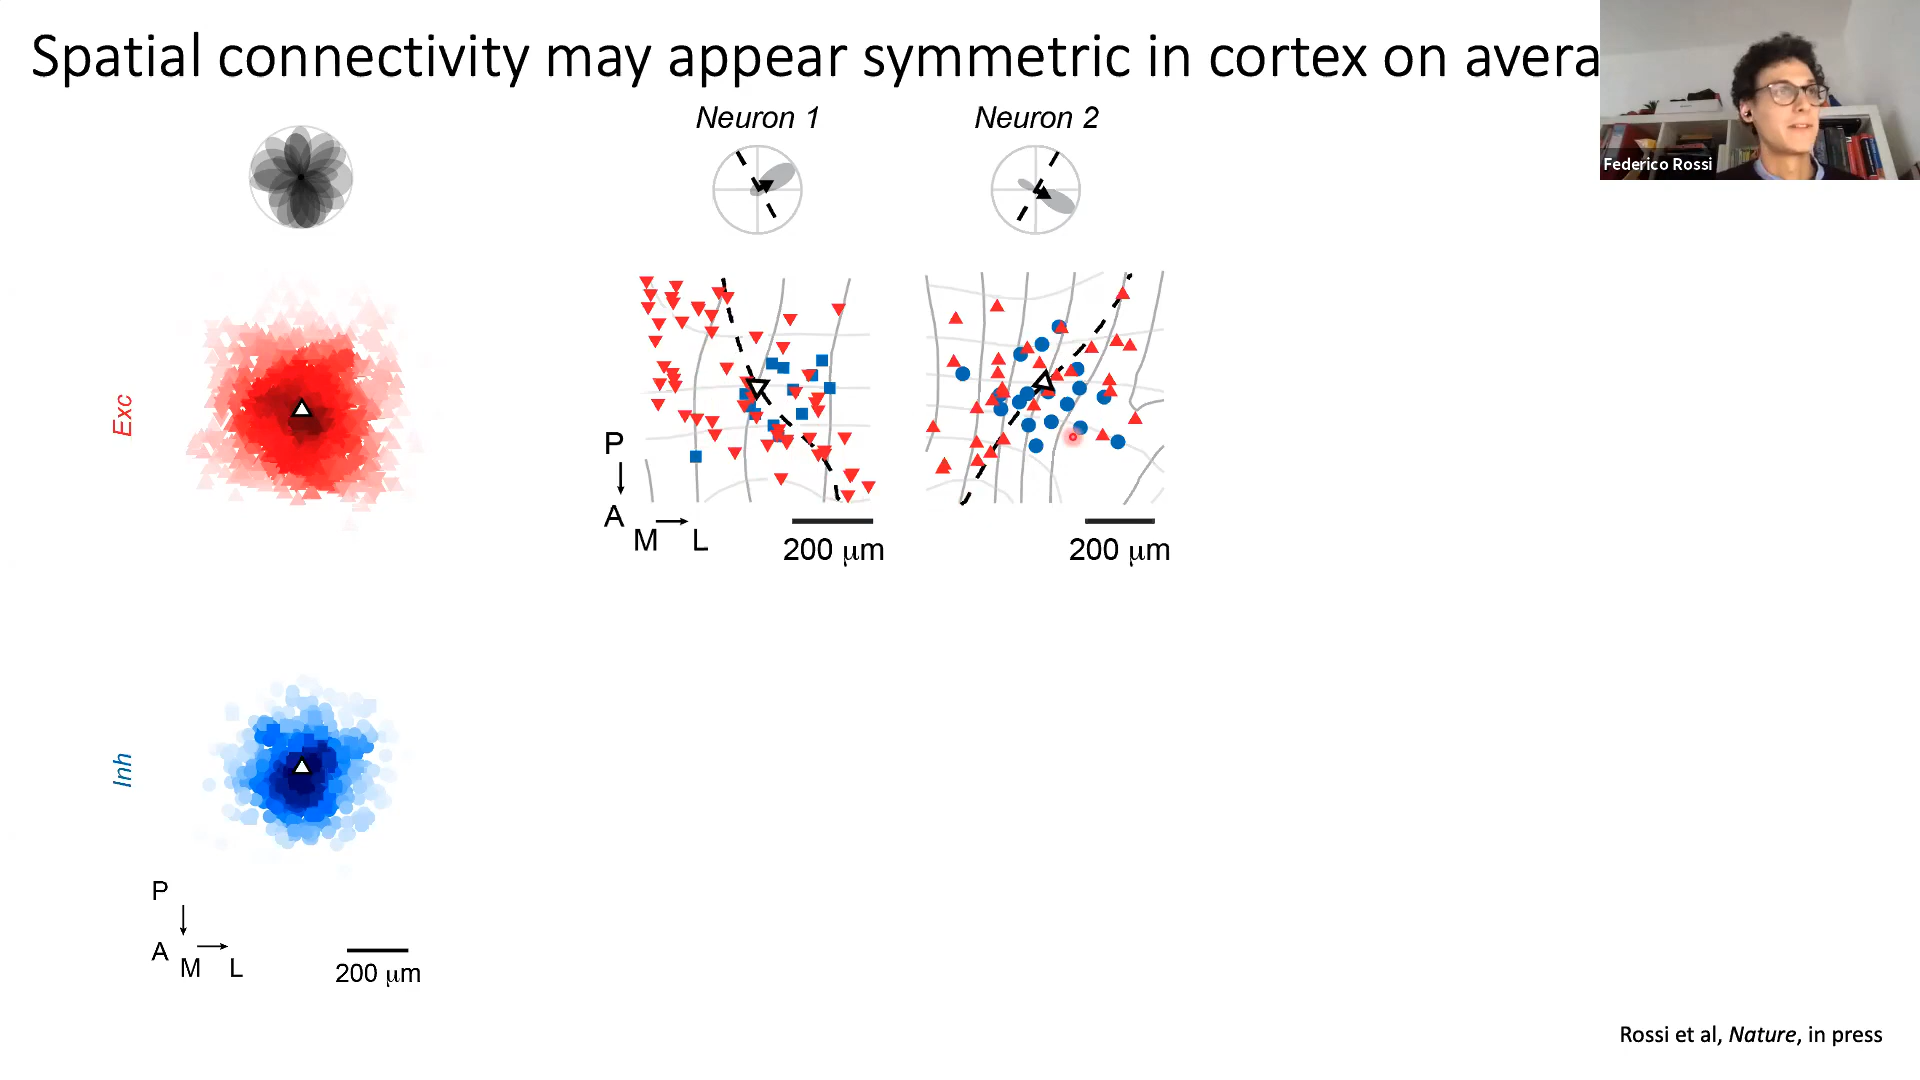 Spatial connectivity may appear symmetric in cortex on avera
Federico Rossi
Neuron 1
Neuron 2
Exc
P
A
M L
200 μm
200 μm
Inh
P
A
M L
200 μm
Rossi et al, Nature, in press